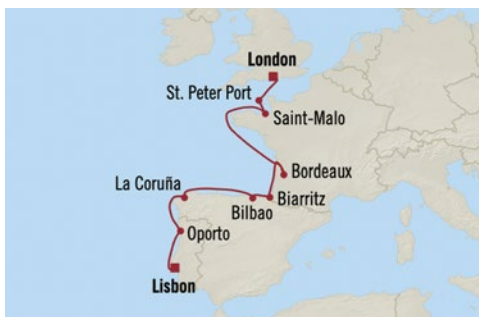 London
St. Peter Port
Saint-Malo
Bordeaux
La Coruña
Biarritz
Bilbao
Oporto
Lisbon